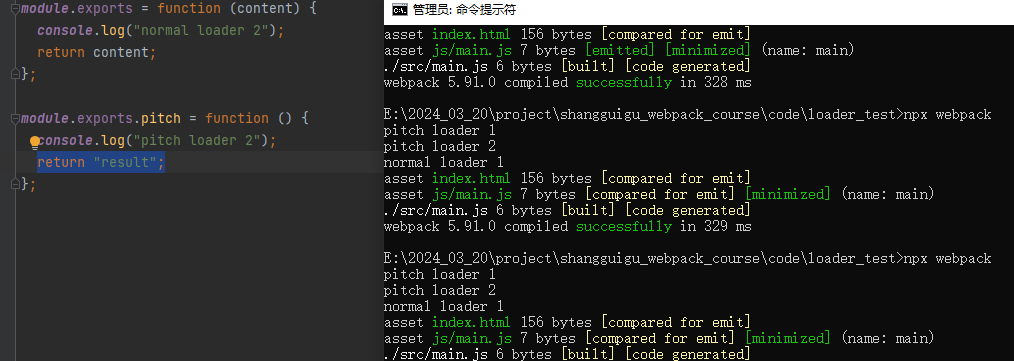 module.exports = function (content) {
  console.log("normal loader 2");
  return content;
};
module.exports.pitch = function () {
  console.log("pitch loader 2");
  return "result";
};
管理员: 命令提示符
asset index.html 156 bytes [compared for emit]
asset js/main.js 7 bytes [emitted] [minimized] (name: main)
./src/main.js 6 bytes [built] [code generated]
webpack 5.91.0 compiled successfully in 328 ms
E:\2024_03_20\project\shangguigu_webpack_course\code\loader_test>npx webpack
pitch loader 1
pitch loader 2
normal loader 1
asset index.html 156 bytes [compared for emit]
asset js/main.js 7 bytes [compared for emit] [minimized] (name: main)
./src/main.js 6 bytes [built] [code generated]
webpack 5.91.0 compiled successfully in 329 ms
E:\2024_03_20\project\shangguigu_webpack_course\code\loader_test>npx webpack
pitch loader 1
pitch loader 2
normal loader 1
asset index.html 156 bytes [compared for emit]
asset js/main.js 7 bytes [compared for emit] [minimized] (name: main)
./src/main.js 6 bytes [built] [code generated]